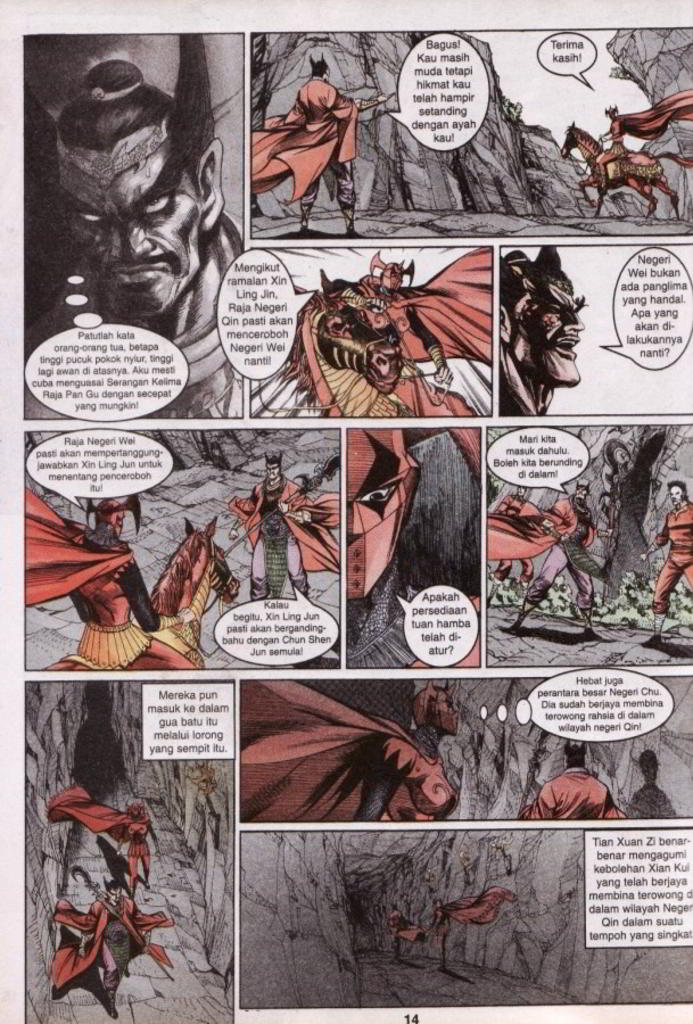 Patutlah kata
orang-orang tua, betapa
tinggi pucuk pokok nyiur, tinggi
lagi awan di atasnya. Aku mesti
cuba menguasai Serangan Kelima
Raja Pan Gu dengan secepat
yang mungkin!
Bagus!
Kau masih
muda tetapi
hikmat kau
telah hampir
setanding
dengan ayah
kau!
Terima
kasih!
Mengikut
ramalan Xin
Ling Jin,
Raja Negeri
Qin pasti akan
menceroboh
Negeri Wei
nanti!
Negeri
Wei bukan
ada panglima
yang handal.
Apa yang
akan di-
lakukannya
nanti?
Raja Negeri Wei
pasti akan mempertanggung-
jawabkan Xin Ling Jun untuk
menentang penceroboh
itu!
Kalau
begitu, Xin Ling Jun
pasti akan berganding-
bahu dengan Chun Shen
Jun semula!
Apakah
persediaan
tuan hamba
telah di-
atur?
Mari kita
masuk dahulu.
Boleh kita berunding
di dalam!
Mereka pun
masuk ke dalam
gua batu itu
melalui lorong
yang sempit itu.
Hebat juga
perantara besar Negeri Chu.
Dia sudah berjaya membina
terowong rahsia di dalam
wilayah negeri Qin!
Tian Xuan Zi benar-
benar mengagumi
kebolehan Xian Kui
yang telah berjaya
membina terowong d
dalam wilayah Nege
Qin dalam suatu
tempoh yang singkat
14